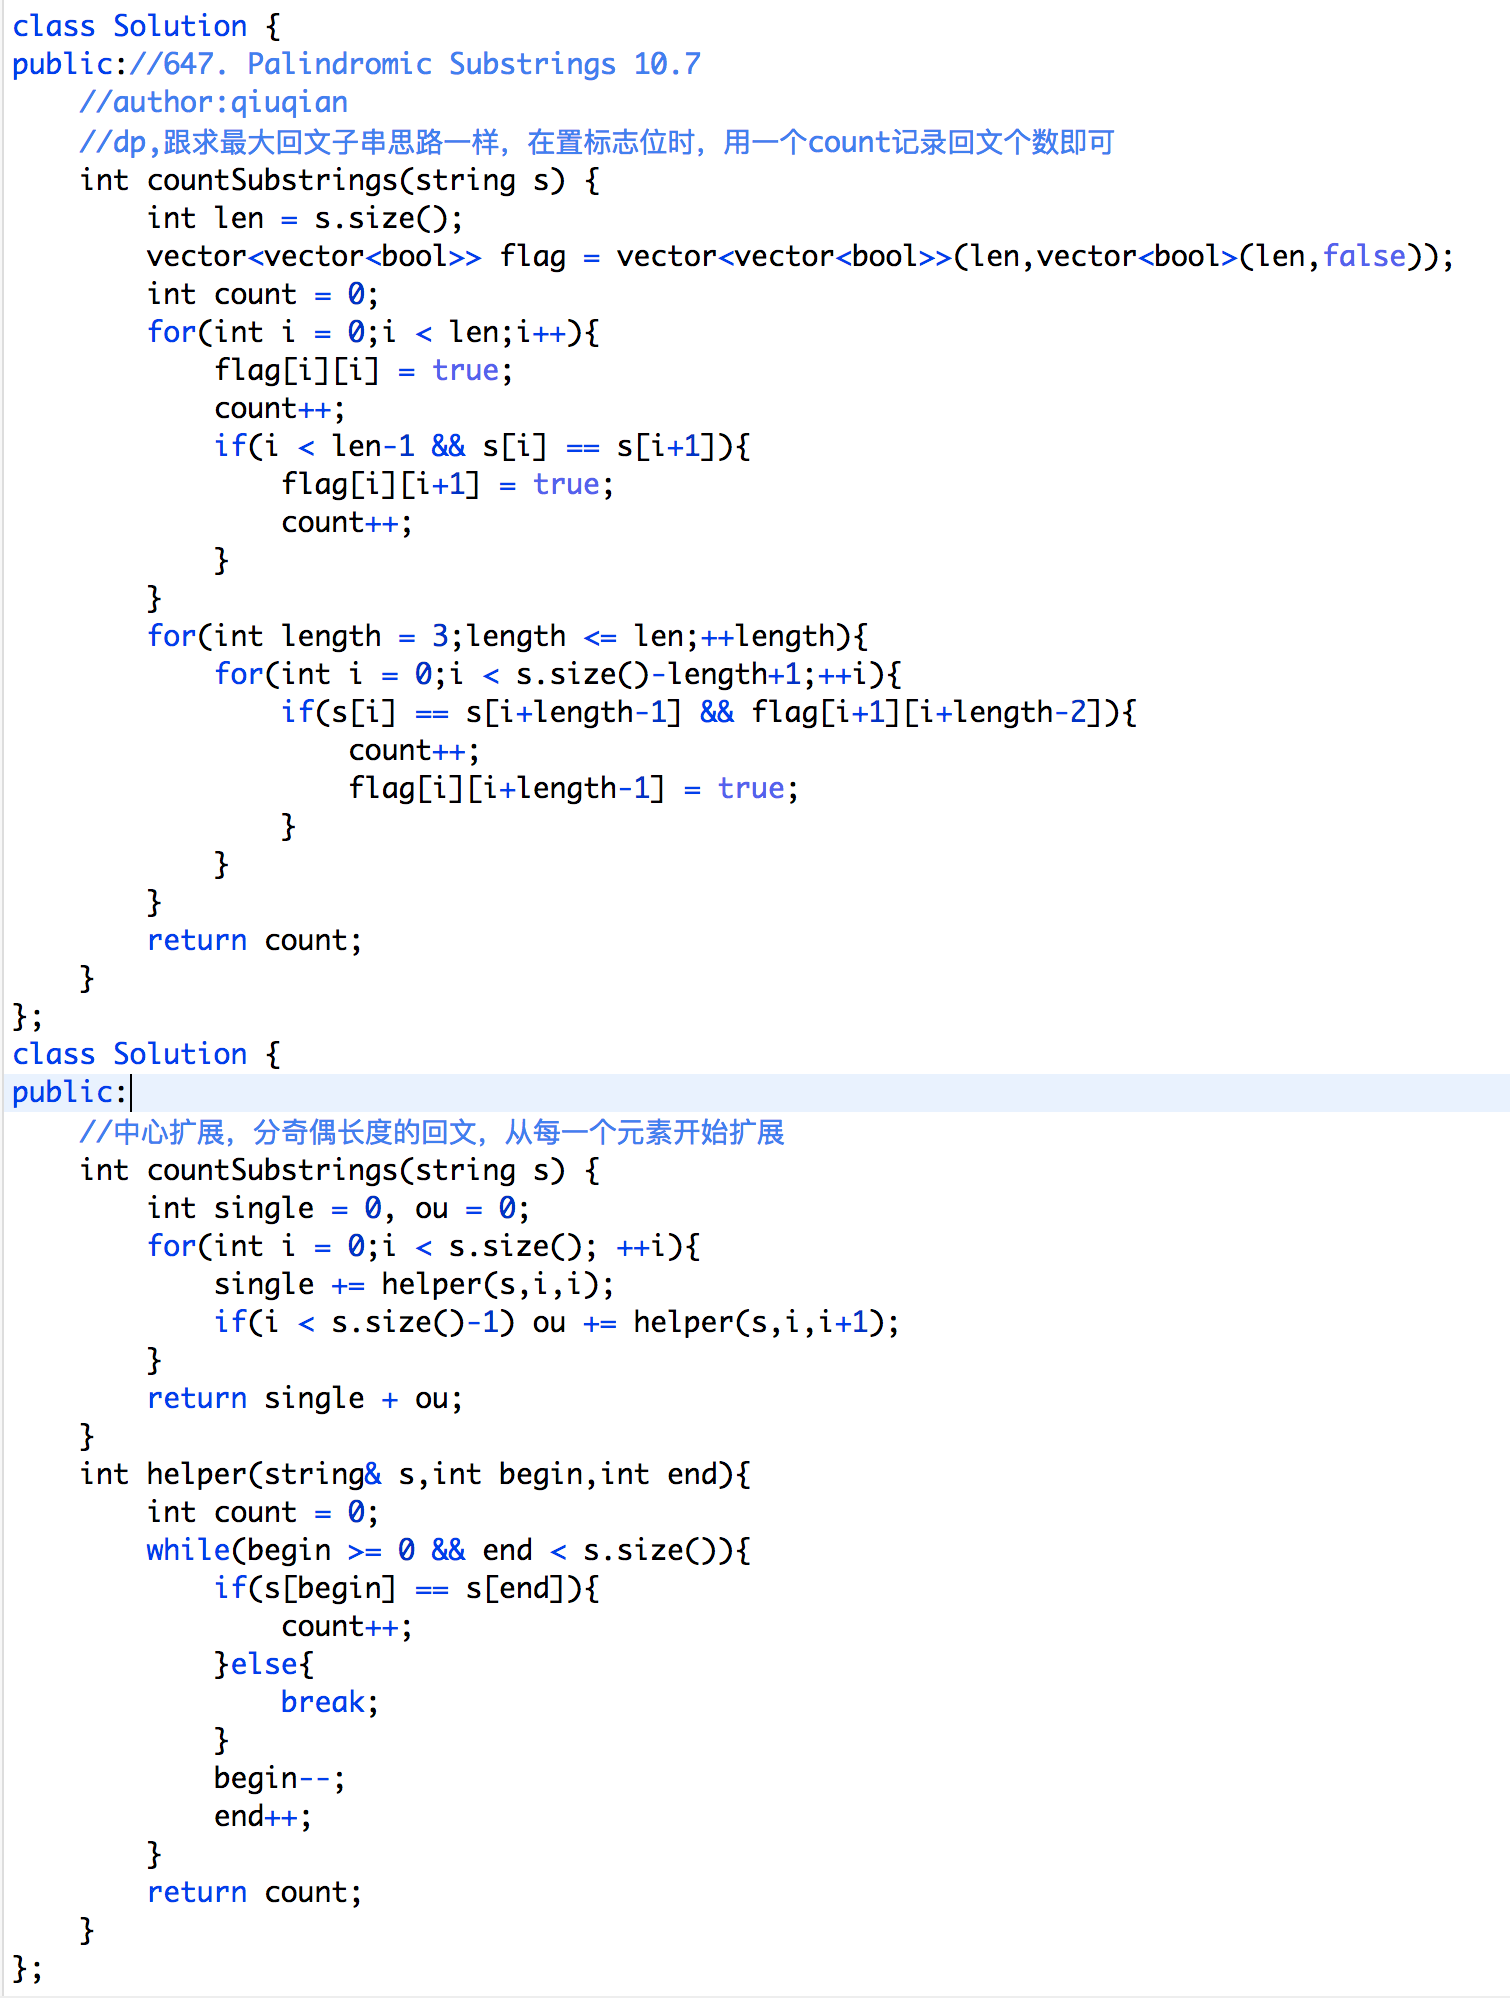 class Solution {
public://647. Palindromic Substrings 10.7
    //author:qiuqian
    //dp,跟求最大回文子串思路一样，在置标志位时，用一个count记录回文个数即可
    int countSubstrings(string s) {
        int len = s.size();
        vector<vector<bool>> flag = vector<vector<bool>>(len,vector<bool>(len,false));
        int count = 0;
        for(int i = 0;i < len;i++){
            flag[i][i] = true;
            count++;
            if(i < len-1 && s[i] == s[i+1]){
                flag[i][i+1] = true;
                count++;
            }
        }
        for(int length = 3;length <= len;++length){
            for(int i = 0;i < s.size()-length+1;++i){
                if(s[i] == s[i+length-1] && flag[i+1][i+length-2]){
                    count++;
                    flag[i][i+length-1] = true;
                }
            }
        }
        return count;
    }
};
class Solution {
public:
    //中心扩展，分奇偶长度的回文，从每一个元素开始扩展
    int countSubstrings(string s) {
        int single = 0, ou = 0;
        for(int i = 0;i < s.size(); ++i){
            single += helper(s,i,i);
            if(i < s.size()-1) ou += helper(s,i,i+1);
        }
        return single + ou;
    }
    int helper(string& s,int begin,int end){
        int count = 0;
        while(begin >= 0 && end < s.size()){
            if(s[begin] == s[end]){
                count++;
            }else{
                break;
            }
            begin--;
            end++;
        }
        return count;
    }
};